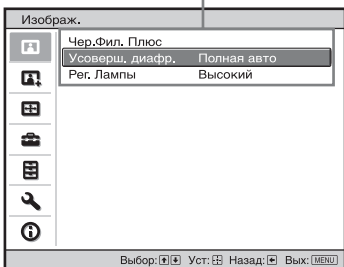 Изображ.
Чер.Фил. Плюс
Усоверш. диафр. Полная авто
Рег. Лампы Высокий
Выбор: Уст: Назад: Вых: MENU